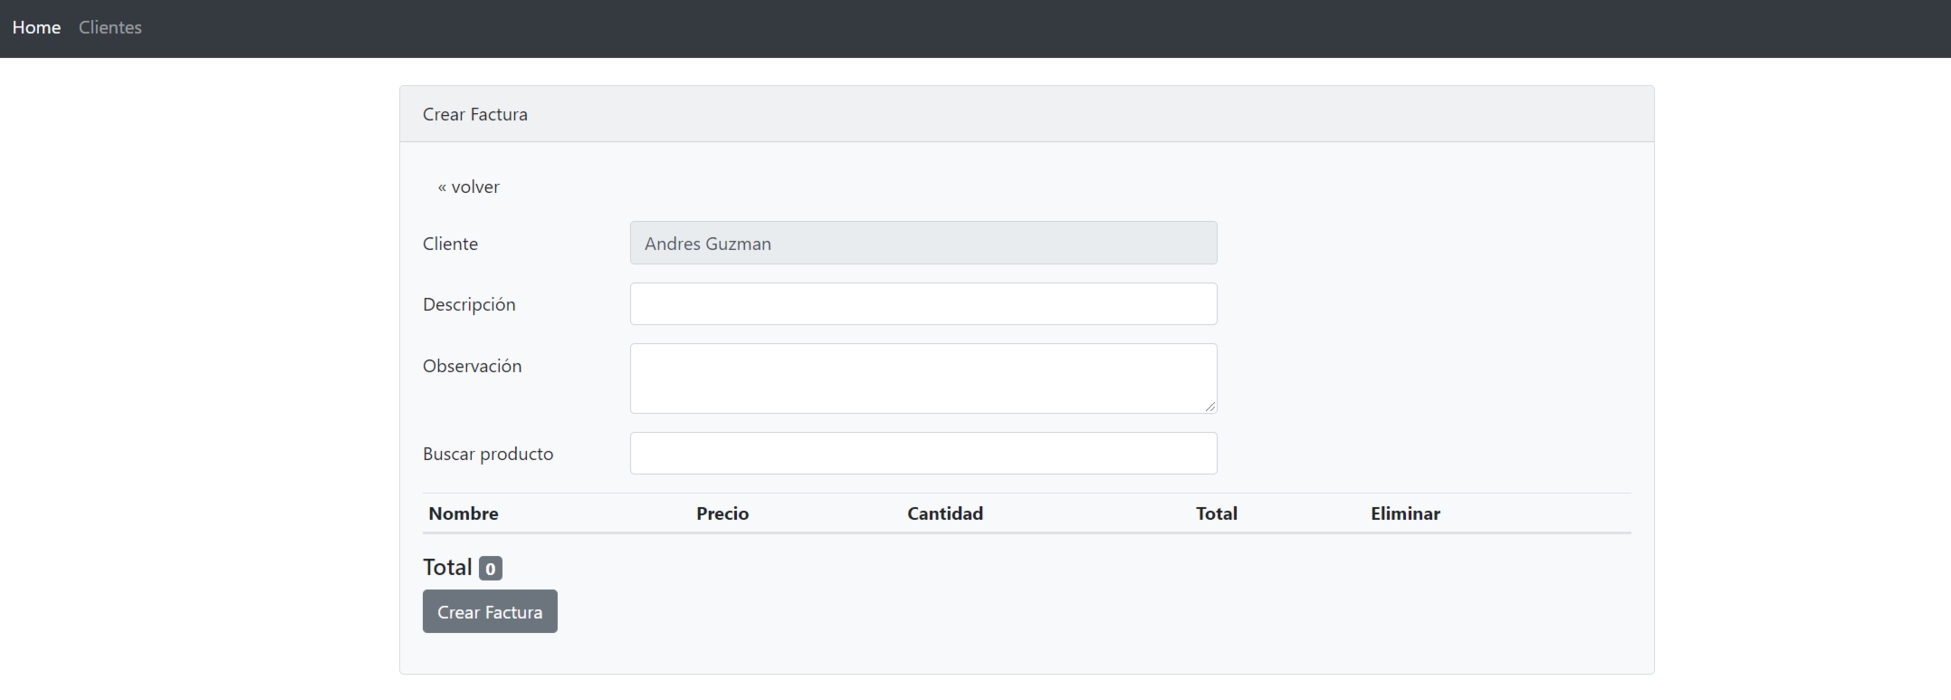 Home Clientes
Crear Factura
« volver
Cliente Andres Guzman
Descripción
Observación
Buscar producto
Nombre Precio Cantidad Total Eliminar
Total 0
Crear Factura